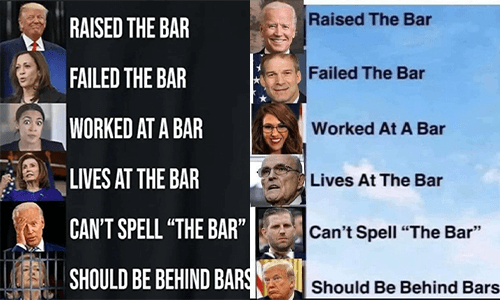 RAISED THE BAR
FAILED THE BAR
WORKED AT A BAR
LIVES AT THE BAR
CAN'T SPELL “THE BAR”
SHOULD BE BEHIND BARS
Raised The Bar
Failed The Bar
Worked At A Bar
Lives At The Bar
Can't Spell “The Bar”
Should Be Behind Bars